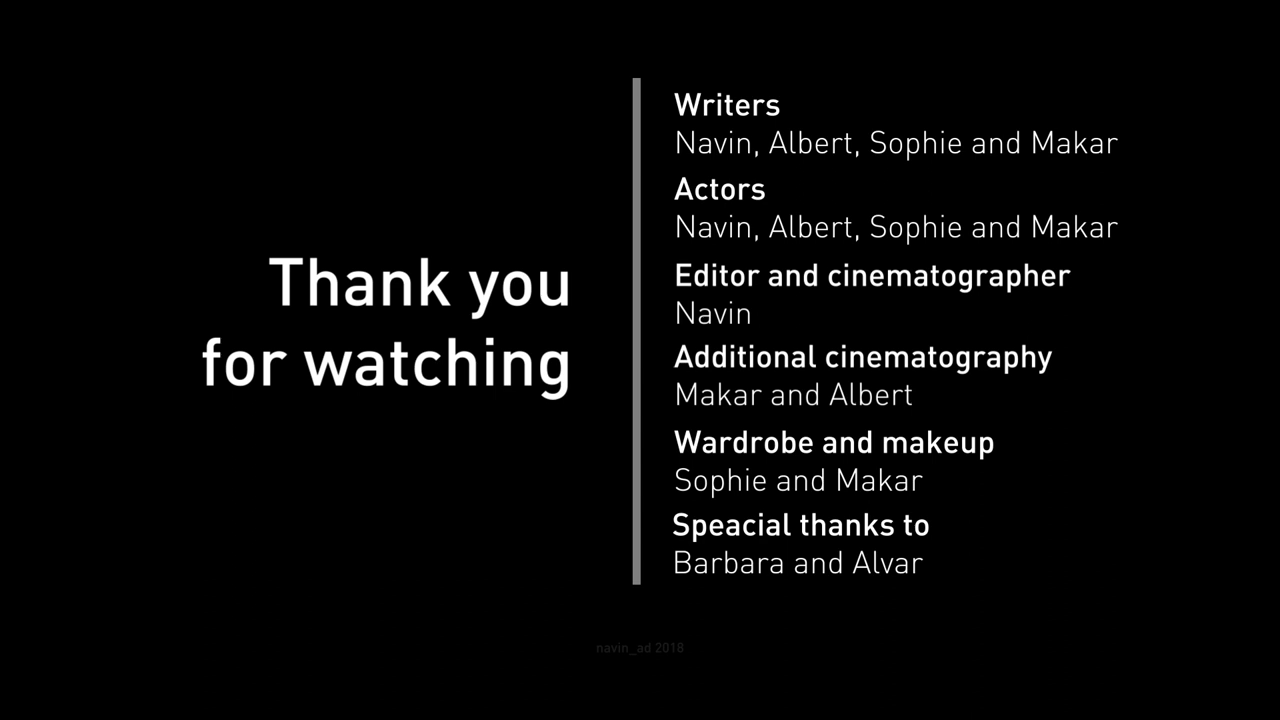 Thank you
for watching
Writers
Navin, Albert, Sophie and Makar
Actors
Navin, Albert, Sophie and Makar
Editor and cinematographer
Navin
Additional cinematography
Makar and Albert
Wardrobe and makeup
Sophie and Makar
Speacial thanks to
Barbara and Alvar
navin_ad 2018